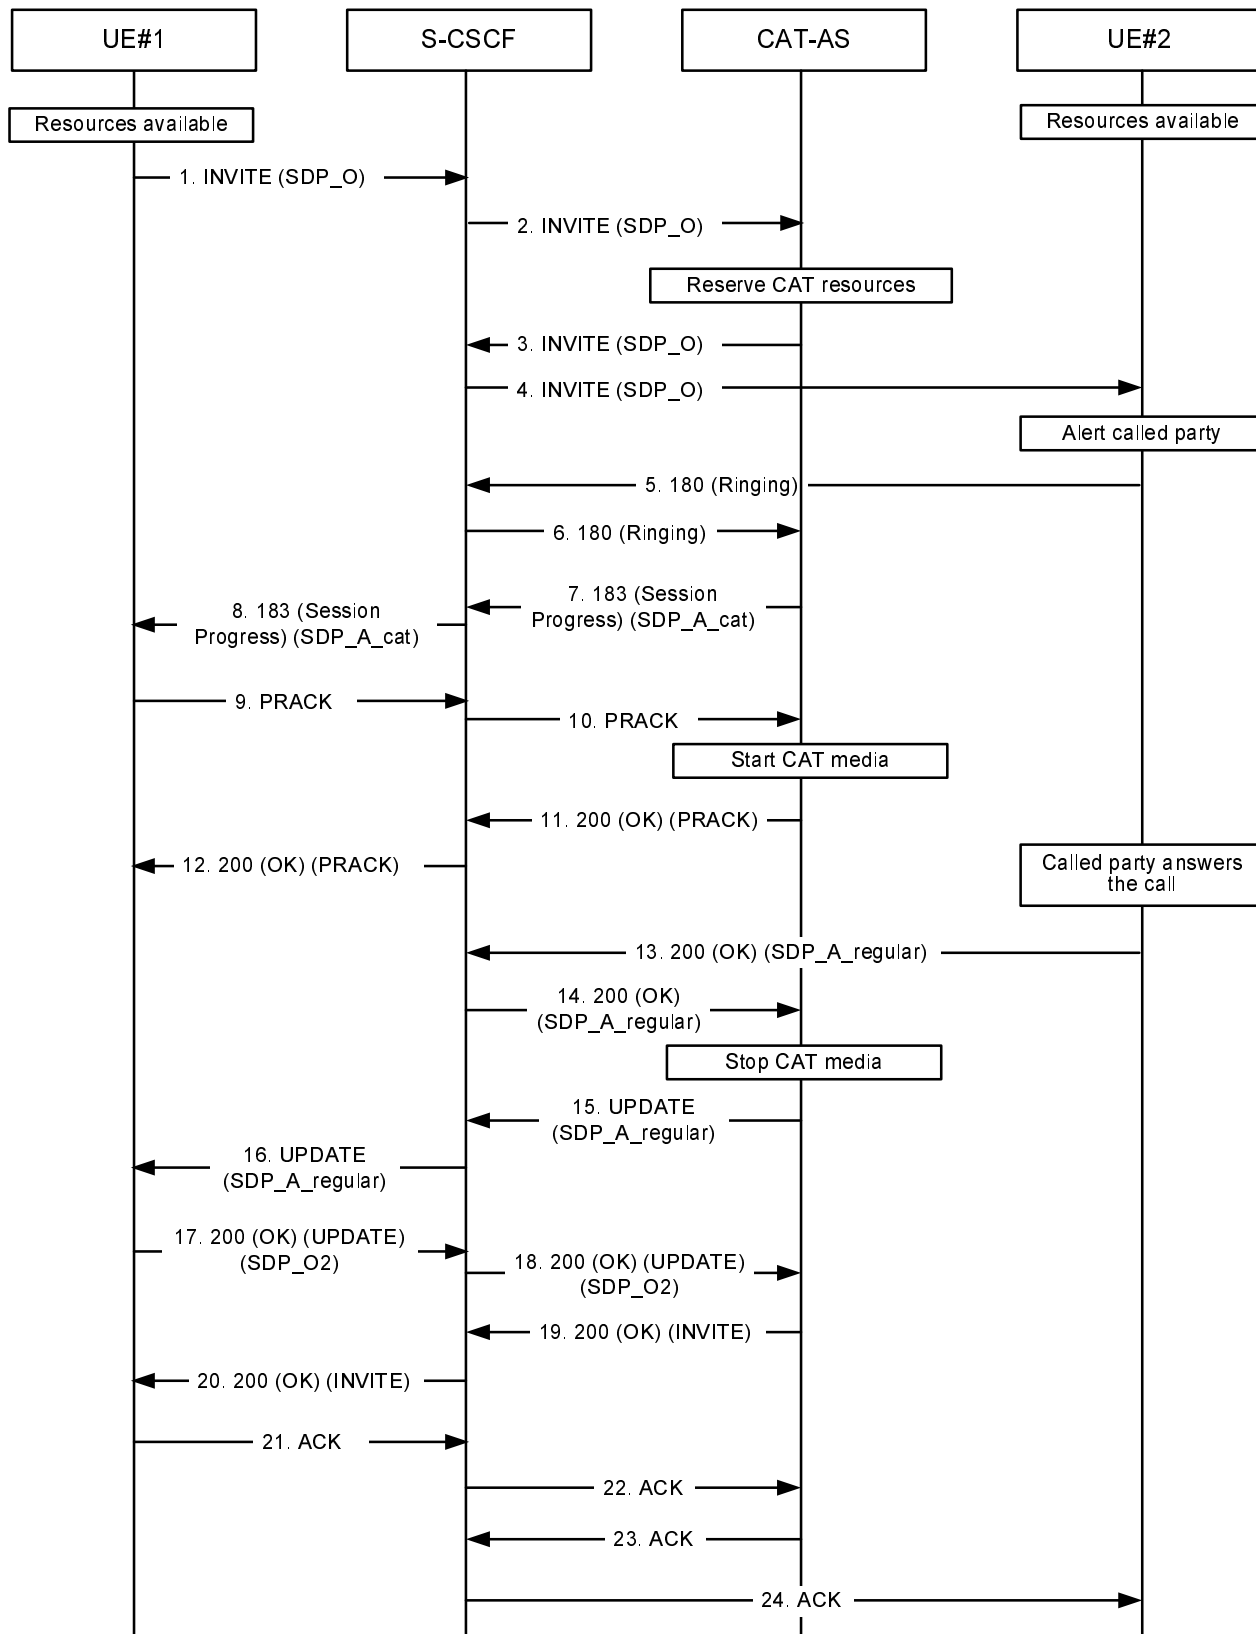 UE#1
S-CSCF
CAT-AS
UE#2
Resources available
Resources available
1. INVITE (SDP_O)
2. INVITE (SDP_O)
Reserve CAT resources
3. INVITE (SDP_O)
4. INVITE (SDP_O)
Alert called party
5. 180 (Ringing)
6. 180 (Ringing)
7. 183 (Session
Progress) (SDP_A_cat)
8. 183 (Session
Progress) (SDP_A_cat)
9. PRACK
10. PRACK
Start CAT media
11. 200 (OK) (PRACK)
12. 200 (OK) (PRACK)
Called party answers
the call
13. 200 (OK) (SDP_A_regular)
14. 200 (OK)
(SDP_A_regular)
Stop CAT media
15. UPDATE
(SDP_A_regular)
16. UPDATE
(SDP_A_regular)
17. 200 (OK) (UPDATE)
(SDP_O2)
18. 200 (OK) (UPDATE)
(SDP_O2)
19. 200 (OK) (INVITE)
20. 200 (OK) (INVITE)
21. ACK
22. ACK
23. ACK
24. ACK